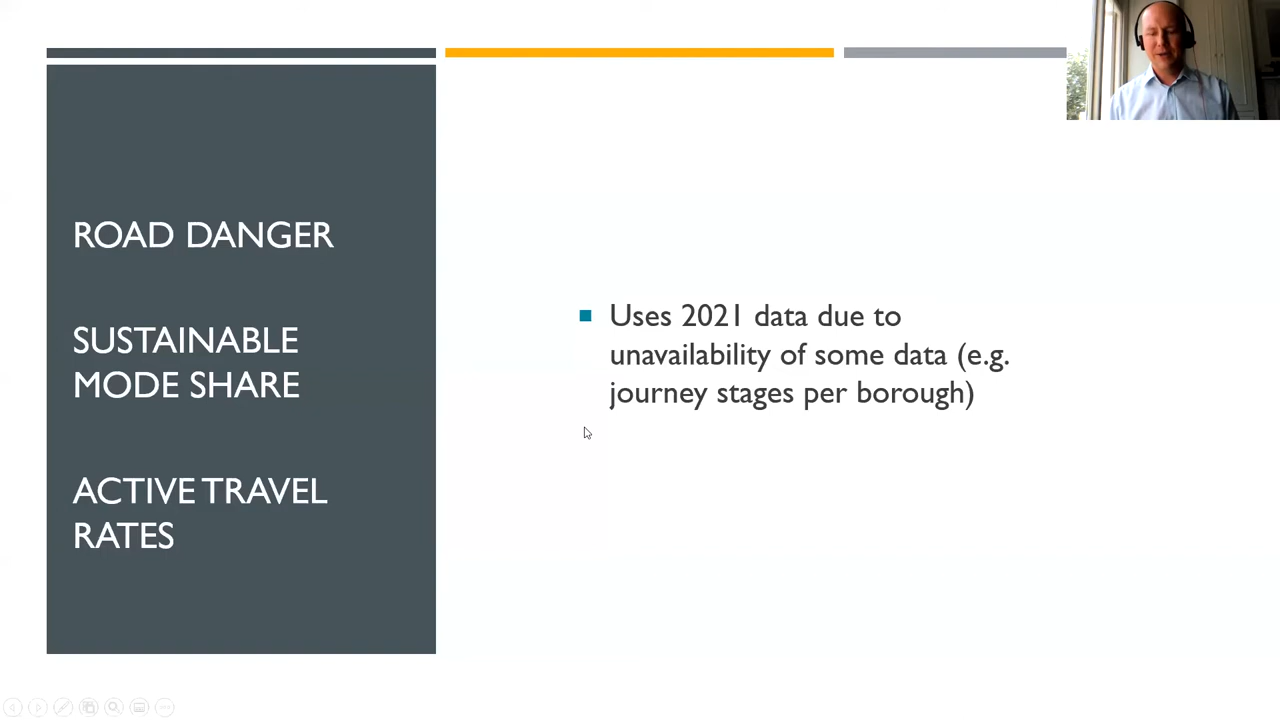 ROAD DANGER
SUSTAINABLE
MODE SHARE
ACTIVE TRAVEL
RATES
Uses 2021 data due to
unavailability of some data (e.g.
journey stages per borough)